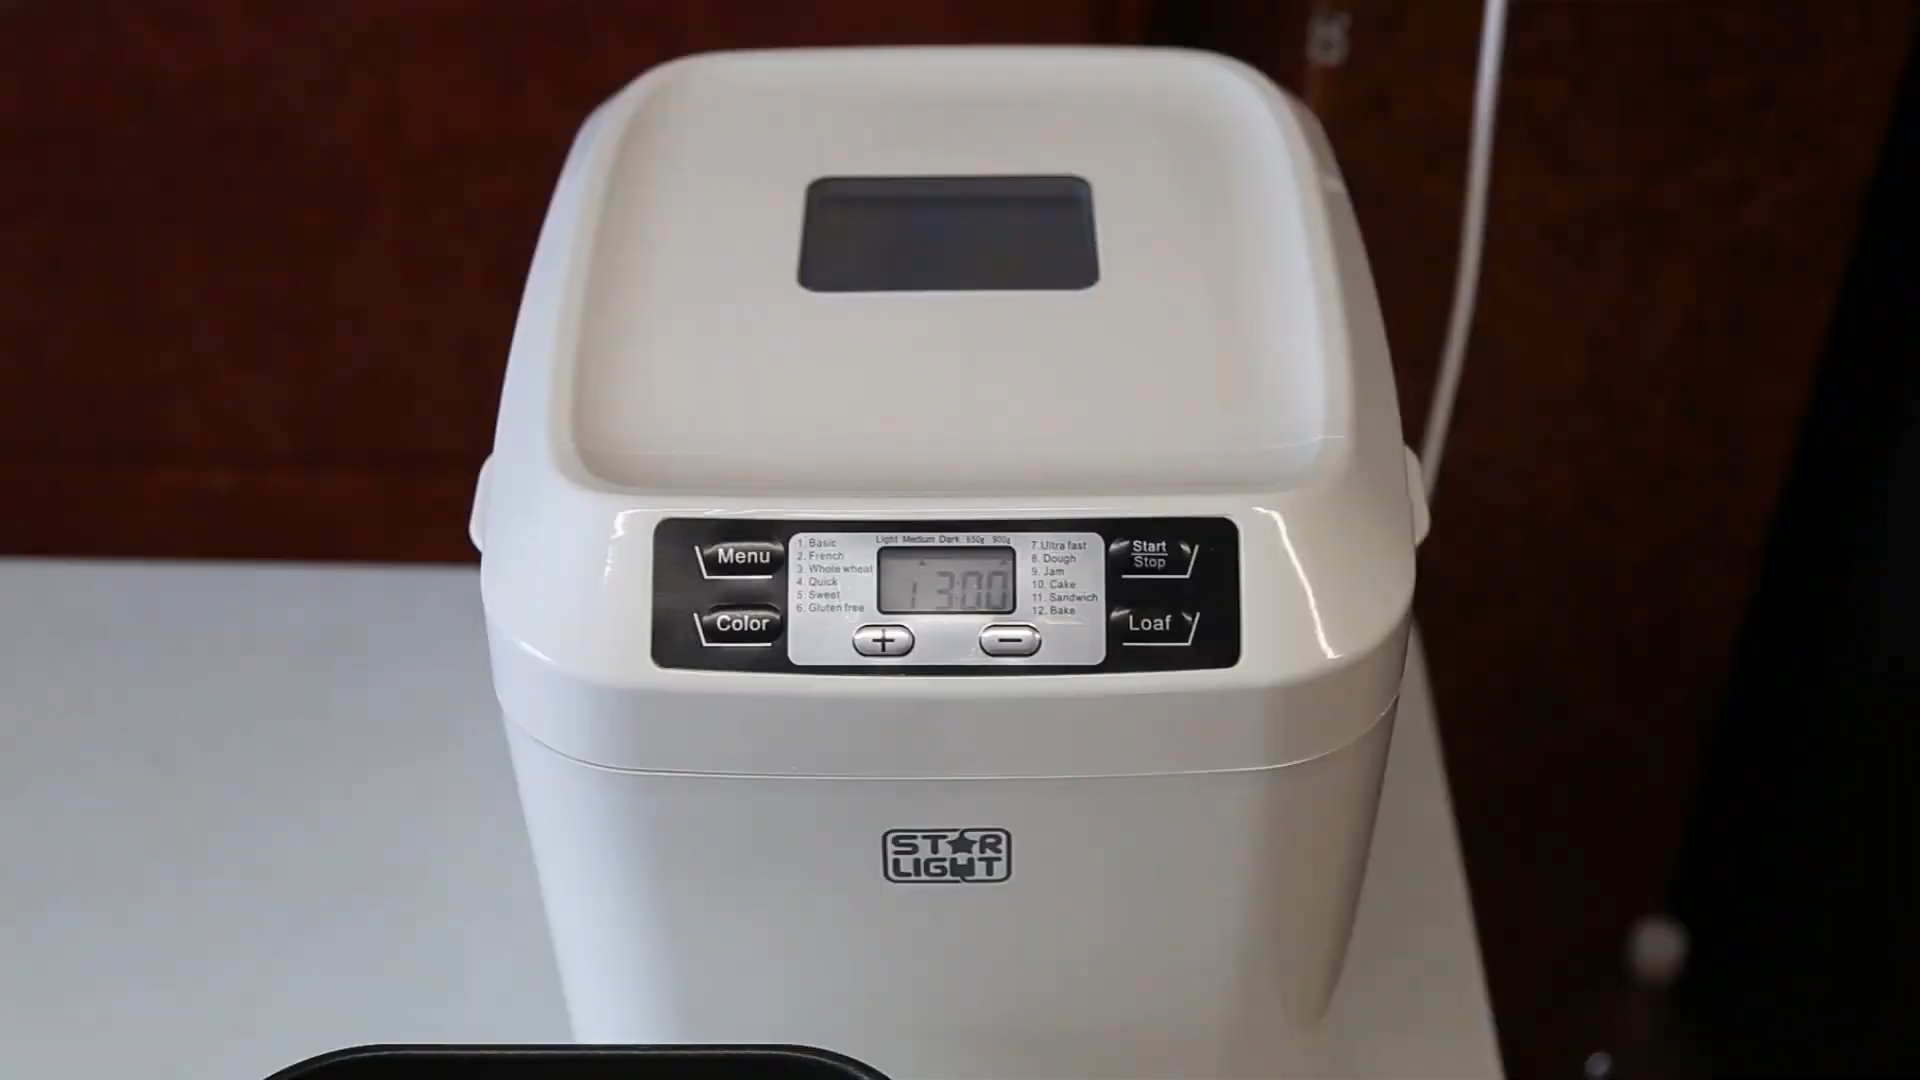 Menu
Color
1. Basic
2. French
3. Whole wheat
4. Quick
5. Sweet
6. Gluten free
Light Medium Dark 650g 900g
1 3:00
+ −
7.Ultra fast
8. Dough
9. Jam
10. Cake
11. Sandwich
12. Bake
Start
Stop
Loaf
STAR
LIGHT